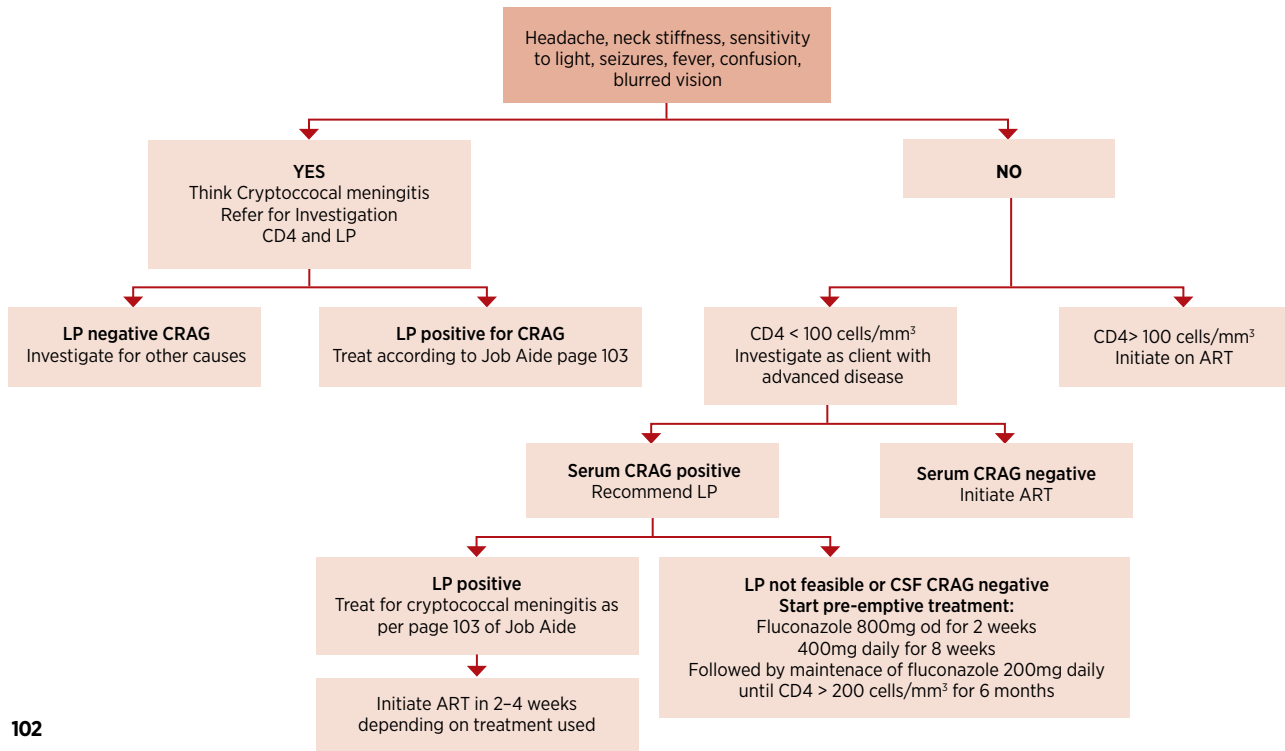 Headache, neck stiffness, sensitivity
to light, seizures, fever, confusion,
blurred vision
YES
Think Cryptoccocal meningitis
Refer for Investigation
CD4 and LP
NO
LP negative CRAG
Investigate for other causes
LP positive for CRAG
Treat according to Job Aide page 103
CD4 < 100 cells/mm³
Investigate as client with
advanced disease
CD4> 100 cells/mm³
Initiate on ART
Serum CRAG positive
Recommend LP
Serum CRAG negative
Initiate ART
LP positive
Treat for cryptococcal meningitis as
per page 103 of Job Aide
LP not feasible or CSF CRAG negative
Start pre-emptive treatment:
Fluconazole 800mg od for 2 weeks
400mg daily for 8 weeks
Followed by maintenace of fluconazole 200mg daily
until CD4 > 200 cells/mm³ for 6 months
Initiate ART in 2–4 weeks
depending on treatment used
102